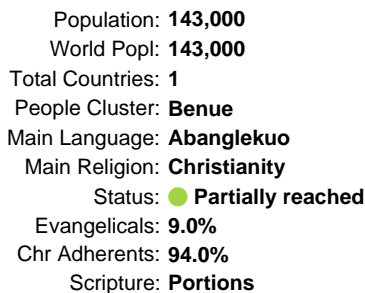 Population: 143,000
World Popl: 143,000
Total Countries: 1
People Cluster: Benue
Main Language: Abanglekuo
Main Religion: Christianity
Status: Partially reached
Evangelicals: 9.0%
Chr Adherents: 94.0%
Scripture: Portions